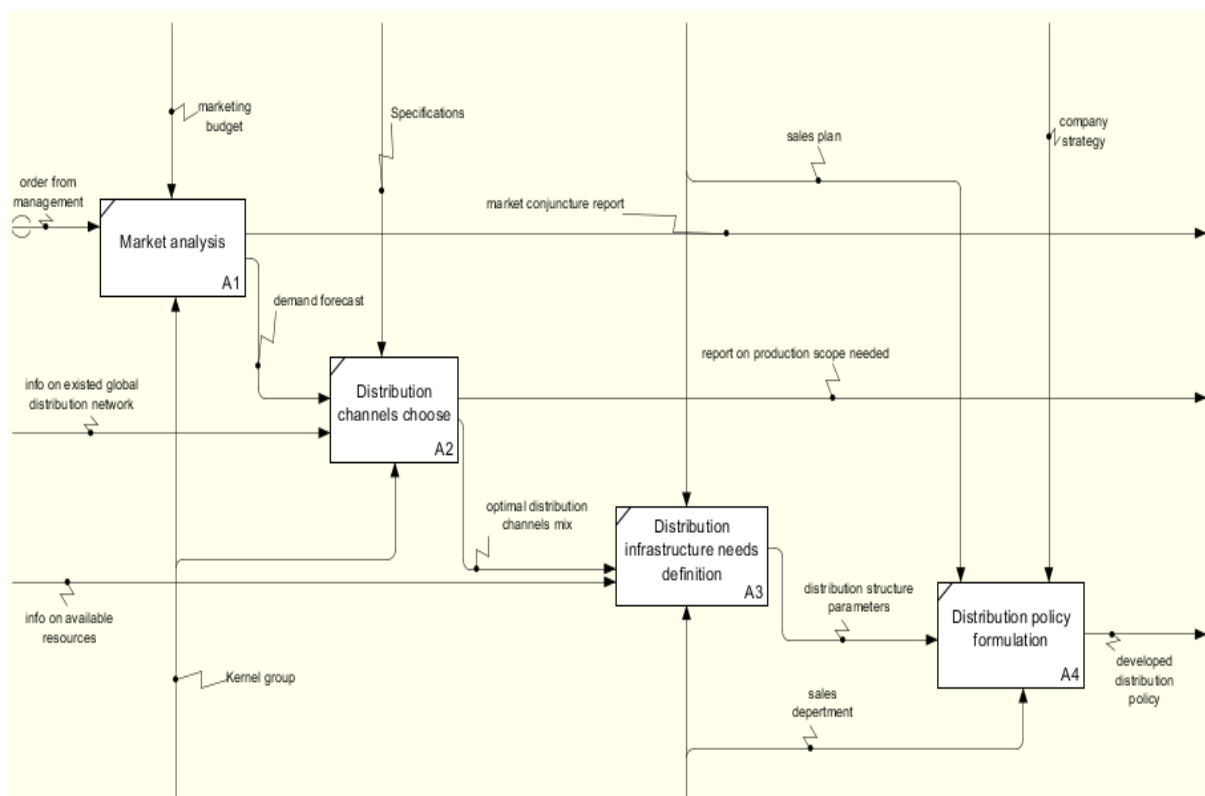 marketing
budget
Specifications
sales plan
company
strategy
order from
management
market conjuncture report
Market analysis
A1
demand forecast
report on production scope needed
info on existed global
distribution network
Distribution
channels choose
A2
optimal distribution
channels mix
Distribution
infrastructure needs
definition
A3
info on available
resources
distribution structure
parameters
Distribution policy
formulation
A4
developed
distribution
policy
Kernel group
sales
depertment